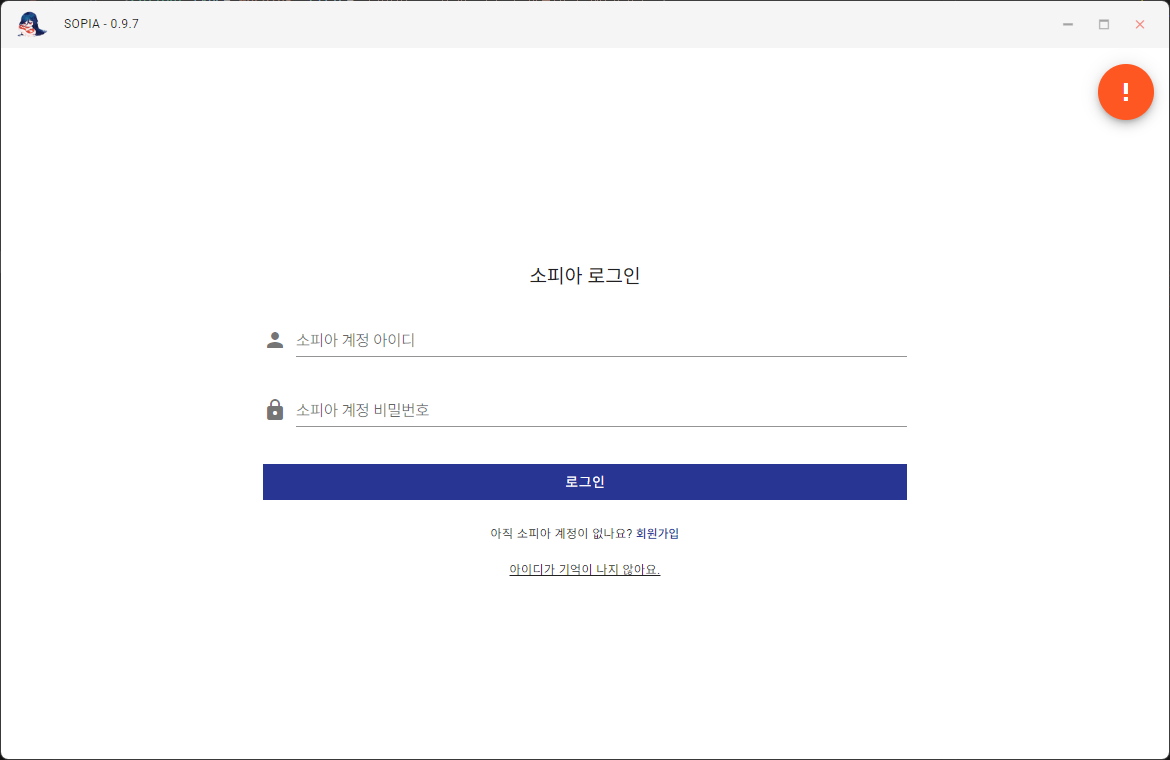 SOPIA - 0.9.7
!
소피아 로그인
소피아 계정 아이디
소피아 계정 비밀번호
로그인
아직 소피아 계정이 없나요? 회원가입
아이디가 기억이 나지 않아요.